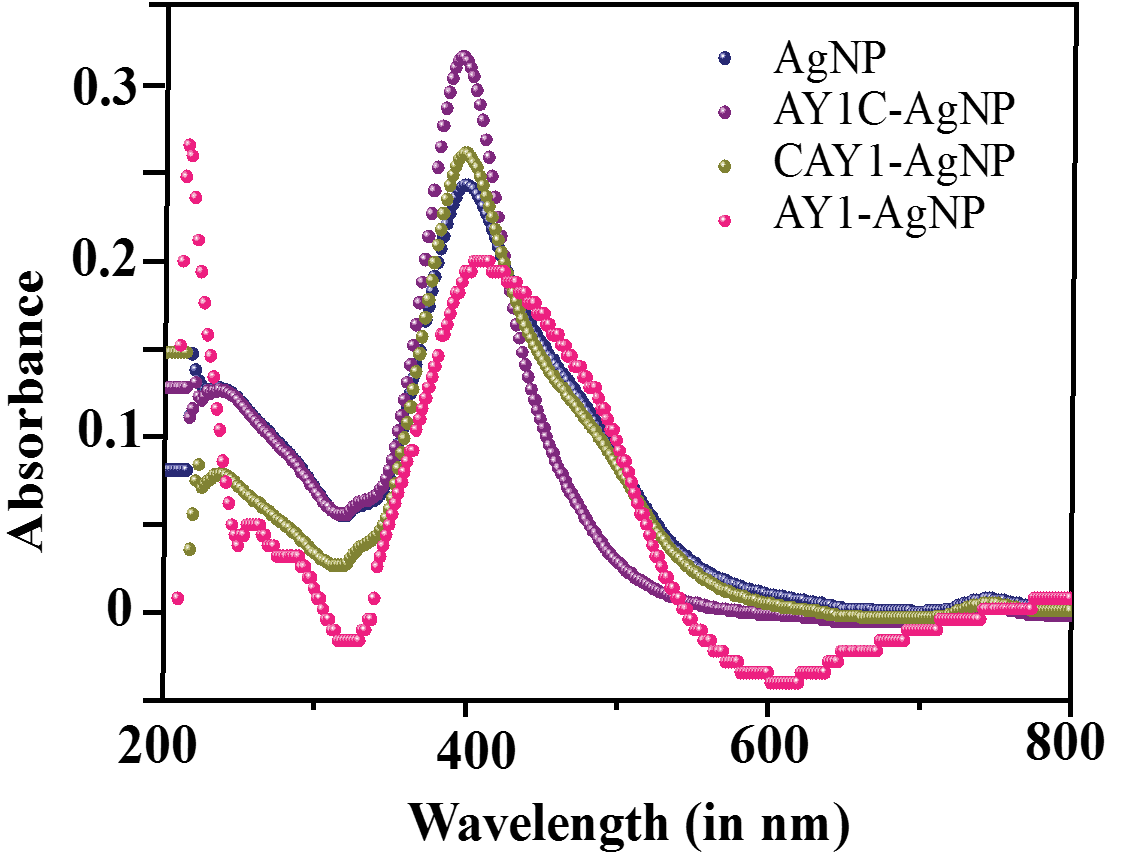 AgNP
AY1C-AgNP
CAY1-AgNP
AY1-AgNP
0.3
0.2
0.1
0
Absorbance
200
400
600
800
Wavelength (in nm)